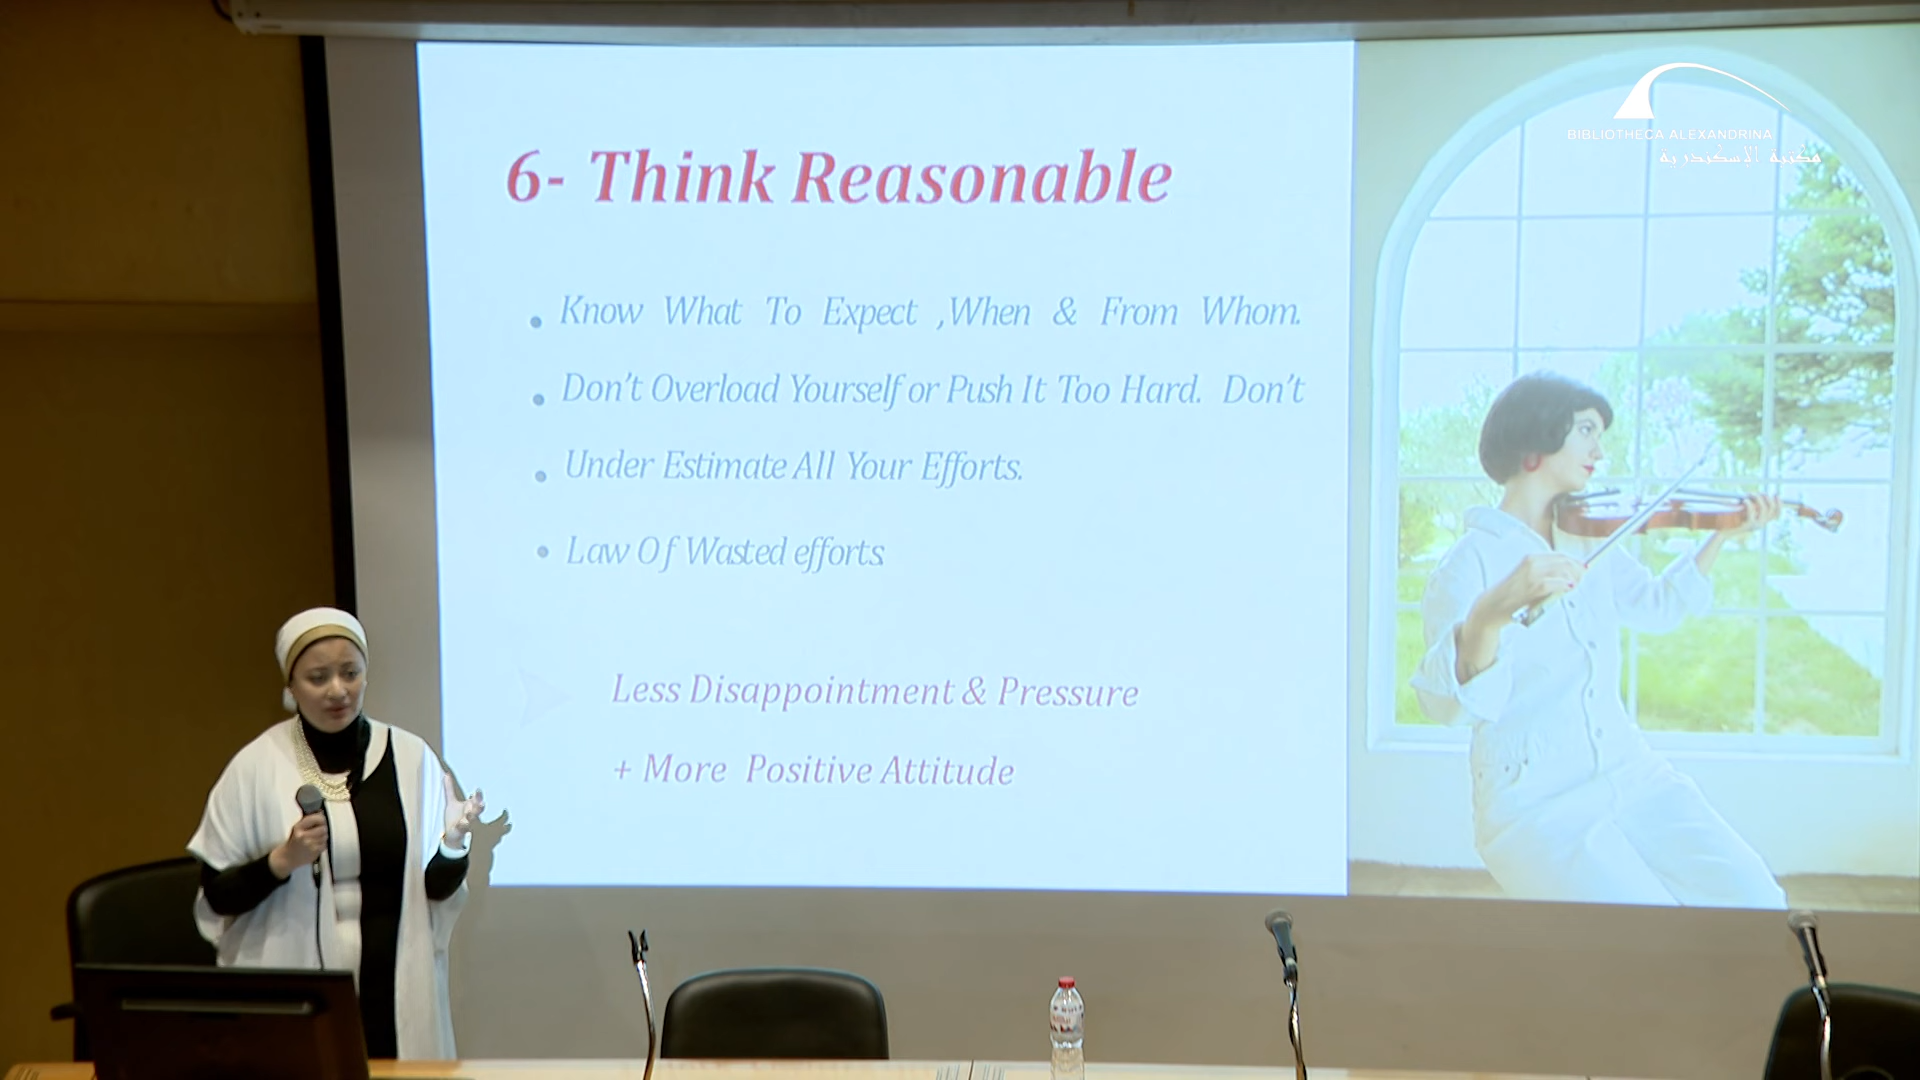 BIBLIOTHECA ALEXANDRINA
مكتبة الإسكندرية
6- Think Reasonable
• Know What To Expect ,When & From Whom.
• Don't Overload Yourself or Push It Too Hard. Don't
• Under Estimate All Your Efforts.
• Law Of Wasted efforts
Less Disappointment & Pressure
+ More Positive Attitude